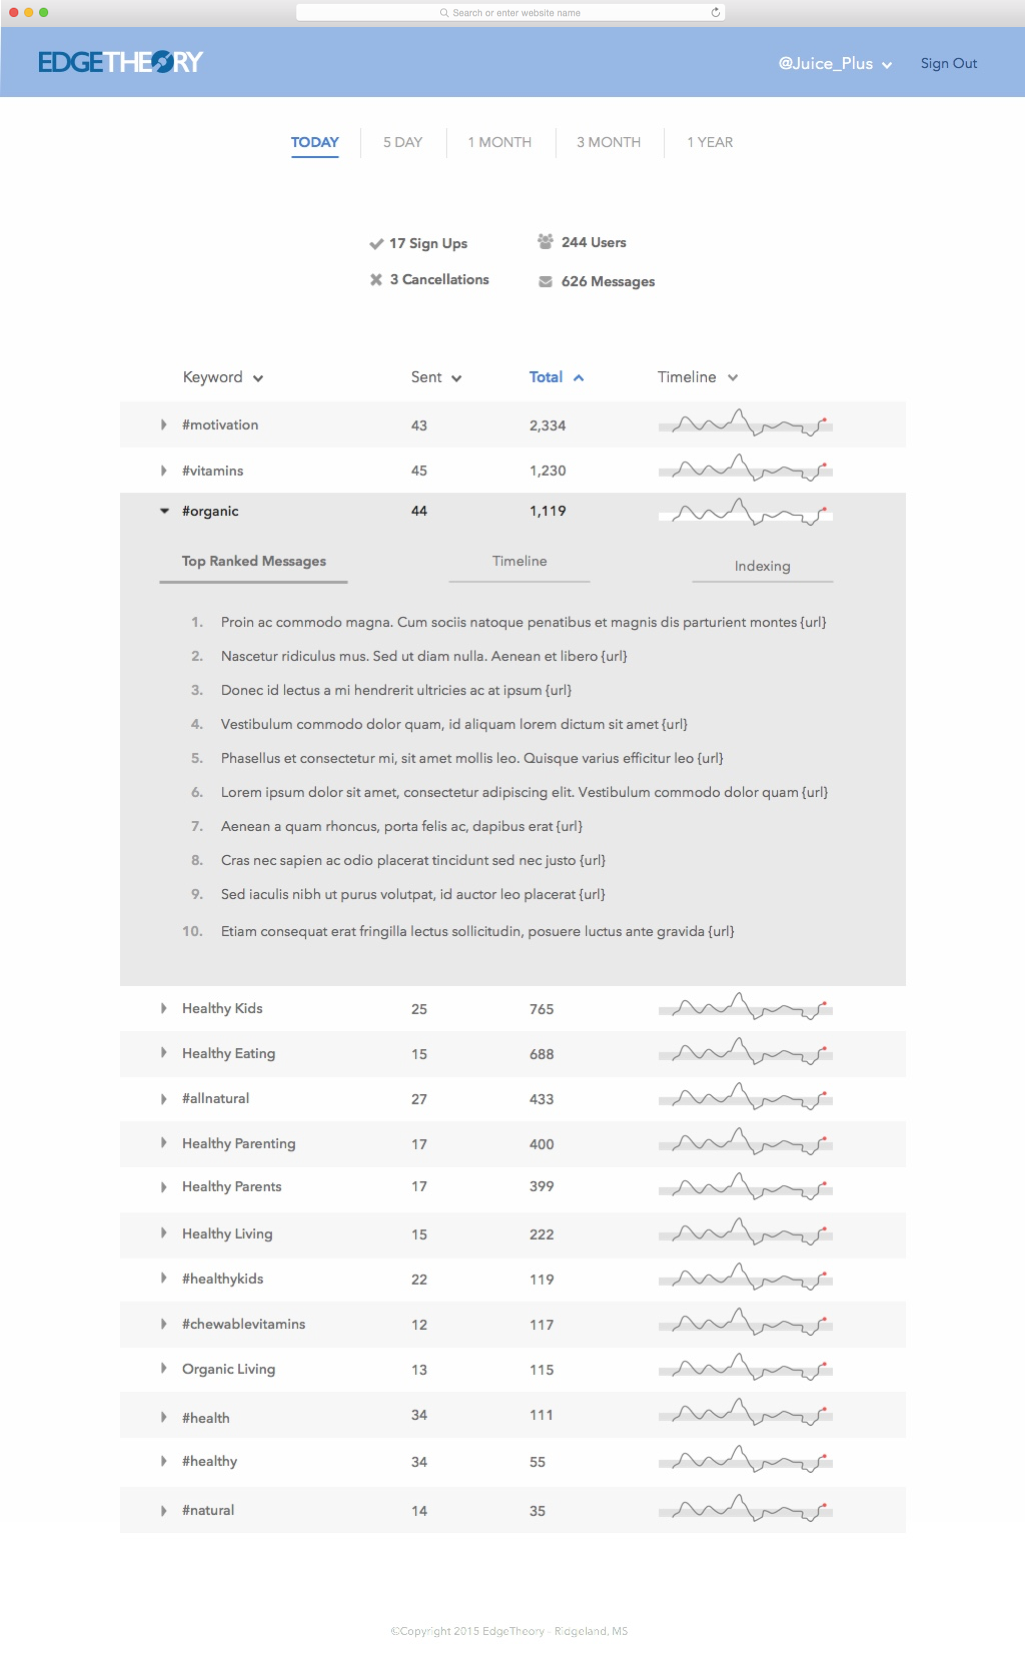 Search or enter website name
EDGETHEORY
@Juice_Plus
Sign Out
TODAY
5 DAY
1 MONTH
3 MONTH
1 YEAR
17 Sign Ups
244 Users
3 Cancellations
626 Messages
Keyword Sent Total Timeline
#motivation 43 2,334
#vitamins 45 1,230
#organic 44 1,119
Top Ranked Messages Timeline Indexing
1. Proin ac commodo magna. Cum sociis natoque penatibus et magnis dis parturient montes {url}
2. Nascetur ridiculus mus. Sed ut diam nulla. Aenean et libero {url}
3. Donec id lectus a mi hendrerit ultricies ac at ipsum {url}
4. Vestibulum commodo dolor quam, id aliquam lorem dictum sit amet {url}
5. Phasellus et consectetur mi, sit amet mollis leo. Quisque varius efficitur leo {url}
6. Lorem ipsum dolor sit amet, consectetur adipiscing elit. Vestibulum commodo dolor quam {url}
7. Aenean a quam rhoncus, porta felis ac, dapibus erat {url}
8. Cras nec sapien ac odio placerat tincidunt sed nec justo {url}
9. Sed iaculis nibh ut purus volutpat, id auctor leo placerat {url}
10. Etiam consequat erat fringilla lectus sollicitudin, posuere luctus ante gravida {url}
Healthy Kids 25 765
Healthy Eating 15 688
#allnatural 27 433
Healthy Parenting 17 400
Healthy Parents 17 399
Healthy Living 15 222
#healthykids 22 119
#chewablevitamins 12 117
Organic Living 13 115
#health 34 111
#healthy 34 55
#natural 14 35
©Copyright 2015 EdgeTheory - Ridgeland, MS